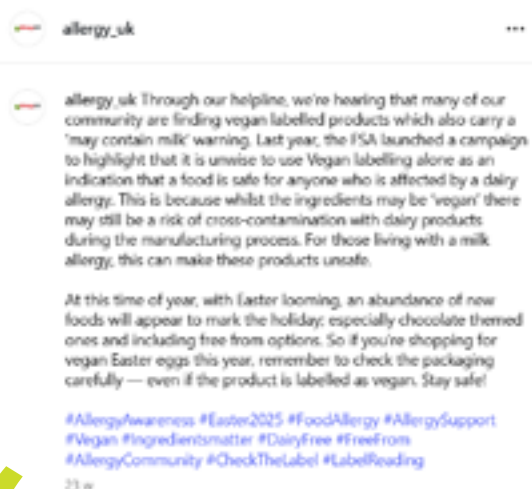 allergy_uk
allergy_uk Through our helpline, we're hearing that many of our
community are finding vegan labelled products which also carry a
'may contain milk' warning. Last year, the FSA launched a campaign
to highlight that it is unwise to use Vegan labelling alone as an
indication that a food is safe for anyone who is affected by a dairy
allergy. This is because whilst the ingredients may be 'vegan' there
may still be a risk of cross-contamination with dairy products
during the manufacturing process. For those living with a milk
allergy, this can make these products unsafe.
At this time of year, with Easter looming, an abundance of new
foods will appear to mark the holiday; especially chocolate themed
ones and including free from options. So if you're shopping for
vegan Easter eggs this year, remember to check the packaging
carefully — even if the product is labelled as vegan. Stay safe!
#AllergyAwareness #Easter2025 #FoodAllergy #AllergySupport
#Vegan #Ingredientsmatter #DairyFree #FreeFrom
#AllergyCommunity #CheckTheLabel #LabelReading
23 w